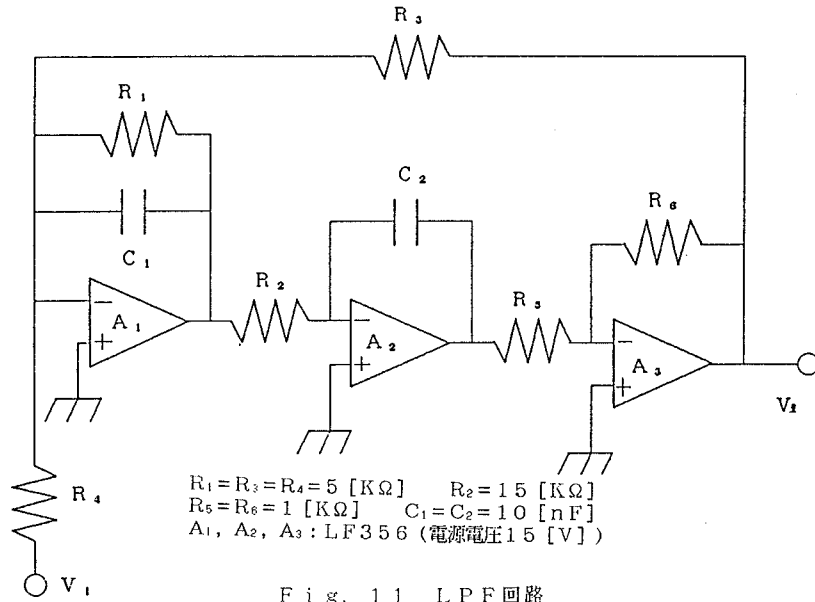 R₃
R₁
C₁
C₂
R₆
R₂
R₅
A₁
A₂
A₃
V₂
R₄
R₁=R₃=R₄=5 [KΩ] R₂=15 [KΩ]
R₅=R₆=1 [KΩ] C₁=C₂=10 [nF]
A₁, A₂, A₃ : LF356 (電源電圧15 [V])
V₁
Fig. 11 LPF回路